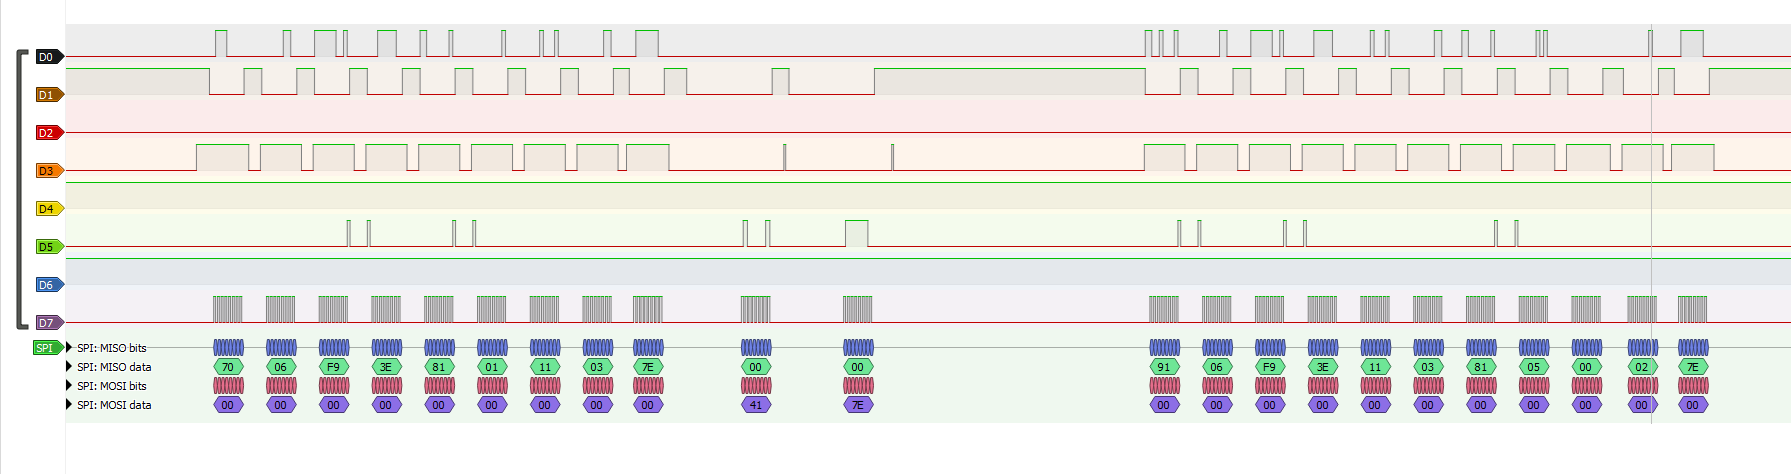 D0
D1
D2
D3
D4
D5
D6
D7
SPI SPI: MISO bits
SPI: MISO data 70 06 F9 3E 81 01 11 03 7E 00 00 91 06 F9 3E 11 03 81 05 00 02 7E
SPI: MOSI bits
SPI: MOSI data 00 00 00 00 00 00 00 00 00 41 7E 00 00 00 00 00 00 00 00 00 00 00